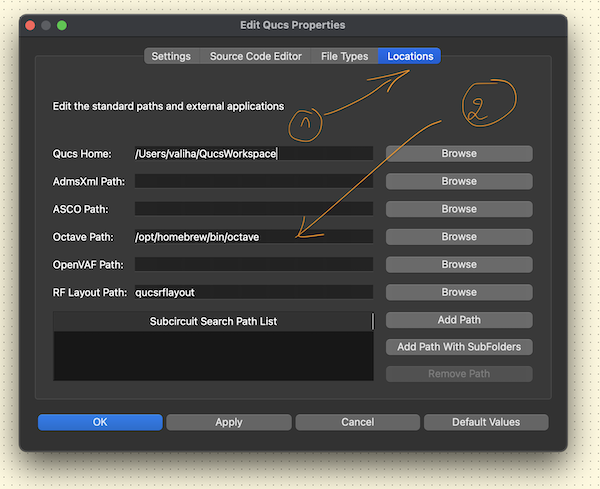 Edit Qucs Properties
Settings Source Code Editor File Types Locations
Edit the standard paths and external applications
1 2
Qucs Home: /Users/valiha/QucsWorkspace Browse
AdmsXml Path: Browse
ASCO Path: Browse
Octave Path: /opt/homebrew/bin/octave Browse
OpenVAF Path: Browse
RF Layout Path: qucsrflayout Browse
Subcircuit Search Path List Add Path
Add Path With SubFolders
Remove Path
OK Apply Cancel Default Values